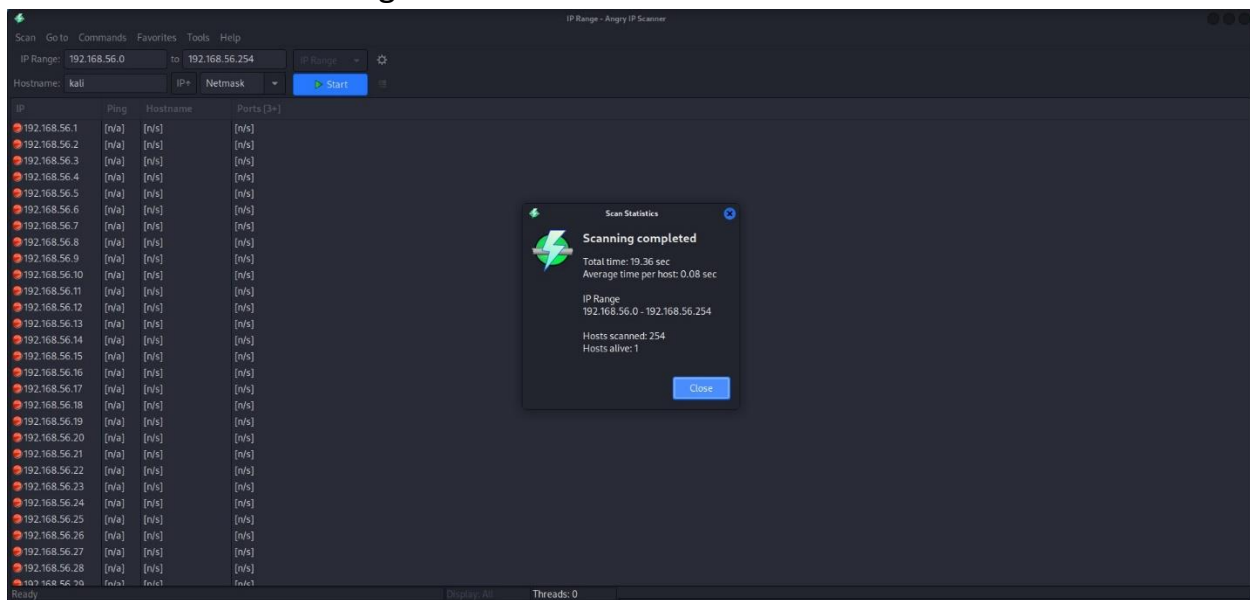 IP Range - Angry IP Scanner
Scan Go to Commands Favorites Tools Help
IP Range: 192.168.56.0 to 192.168.56.254 IP Range
Hostname: kali IP+ Netmask Start
IP Ping Hostname Ports [3+]
192.168.56.1 [n/a] [n/s] [n/s]
192.168.56.2 [n/a] [n/s] [n/s]
192.168.56.3 [n/a] [n/s] [n/s]
192.168.56.4 [n/a] [n/s] [n/s]
192.168.56.5 [n/a] [n/s] [n/s]
192.168.56.6 [n/a] [n/s] [n/s]
192.168.56.7 [n/a] [n/s] [n/s]
192.168.56.8 [n/a] [n/s] [n/s]
192.168.56.9 [n/a] [n/s] [n/s]
192.168.56.10 [n/a] [n/s] [n/s]
192.168.56.11 [n/a] [n/s] [n/s]
192.168.56.12 [n/a] [n/s] [n/s]
192.168.56.13 [n/a] [n/s] [n/s]
192.168.56.14 [n/a] [n/s] [n/s]
192.168.56.15 [n/a] [n/s] [n/s]
192.168.56.16 [n/a] [n/s] [n/s]
192.168.56.17 [n/a] [n/s] [n/s]
192.168.56.18 [n/a] [n/s] [n/s]
192.168.56.19 [n/a] [n/s] [n/s]
192.168.56.20 [n/a] [n/s] [n/s]
192.168.56.21 [n/a] [n/s] [n/s]
192.168.56.22 [n/a] [n/s] [n/s]
192.168.56.23 [n/a] [n/s] [n/s]
192.168.56.24 [n/a] [n/s] [n/s]
192.168.56.25 [n/a] [n/s] [n/s]
192.168.56.26 [n/a] [n/s] [n/s]
192.168.56.27 [n/a] [n/s] [n/s]
192.168.56.28 [n/a] [n/s] [n/s]
192.168.56.29 [n/a] [n/s] [n/s]
Scan Statistics
Scanning completed
Total time: 19.36 sec
Average time per host: 0.08 sec
IP Range
192.168.56.0 - 192.168.56.254
Hosts scanned: 254
Hosts alive: 1
Close
Ready Display: All Threads: 0